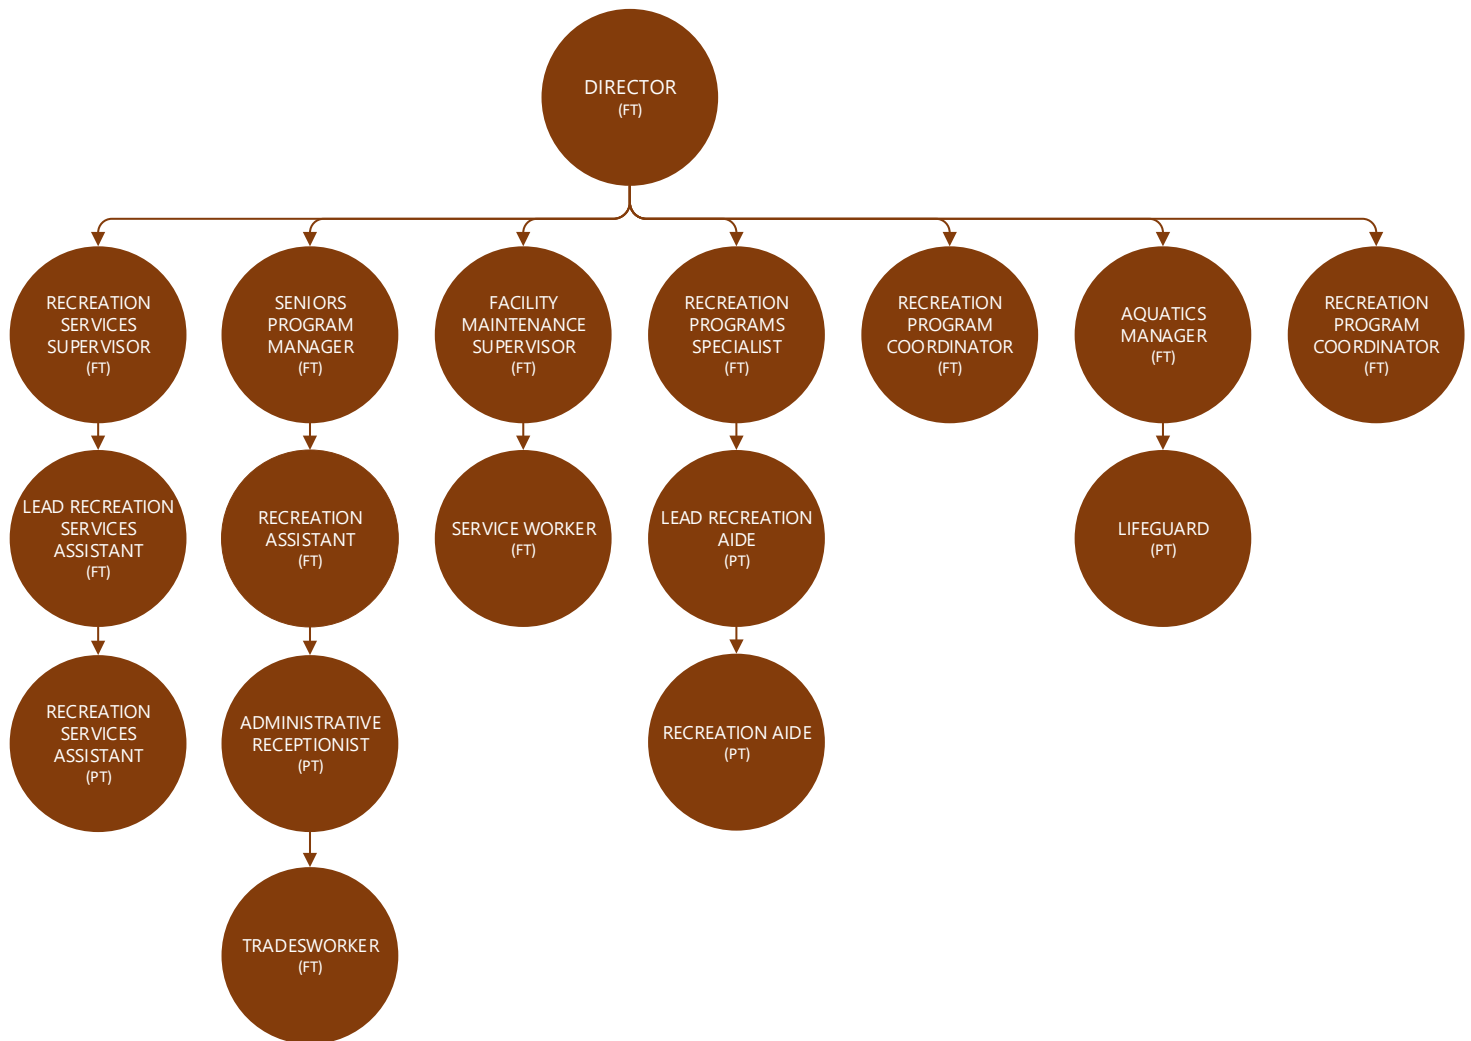 DIRECTOR
(FT)
RECREATION
SERVICES
SUPERVISOR
(FT)
SENIORS
PROGRAM
MANAGER
(FT)
FACILITY
MAINTENANCE
SUPERVISOR
(FT)
RECREATION
PROGRAMS
SPECIALIST
(FT)
RECREATION
PROGRAM
COORDINATOR
(FT)
AQUATICS
MANAGER
(FT)
RECREATION
PROGRAM
COORDINATOR
(FT)
LEAD RECREATION
SERVICES
ASSISTANT
(FT)
RECREATION
ASSISTANT
(FT)
SERVICE WORKER
(FT)
LEAD RECREATION
AIDE
(PT)
LIFEGUARD
(PT)
RECREATION
SERVICES
ASSISTANT
(PT)
ADMINISTRATIVE
RECEPTIONIST
(PT)
RECREATION AIDE
(PT)
TRADESWORKER
(FT)